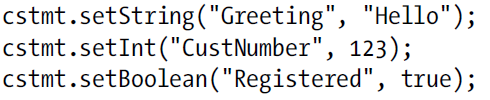 cstmt.setString("Greeting", "Hello");
cstmt.setInt("CustNumber", 123);
cstmt.setBoolean("Registered", true);